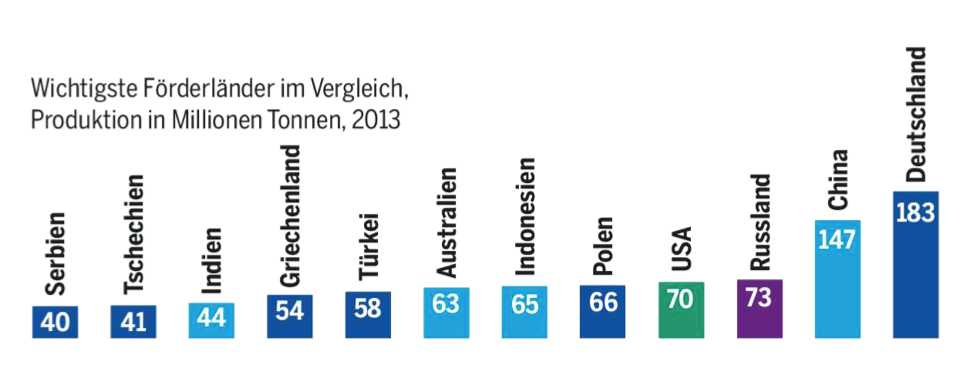 Wichtigste Förderländer im Vergleich,
Produktion in Millionen Tonnen, 2013
Serbien
40
Tschechien
41
Indien
44
Griechenland
54
Türkei
58
Australien
63
Indonesien
65
Polen
66
USA
70
Russland
73
China
147
Deutschland
183